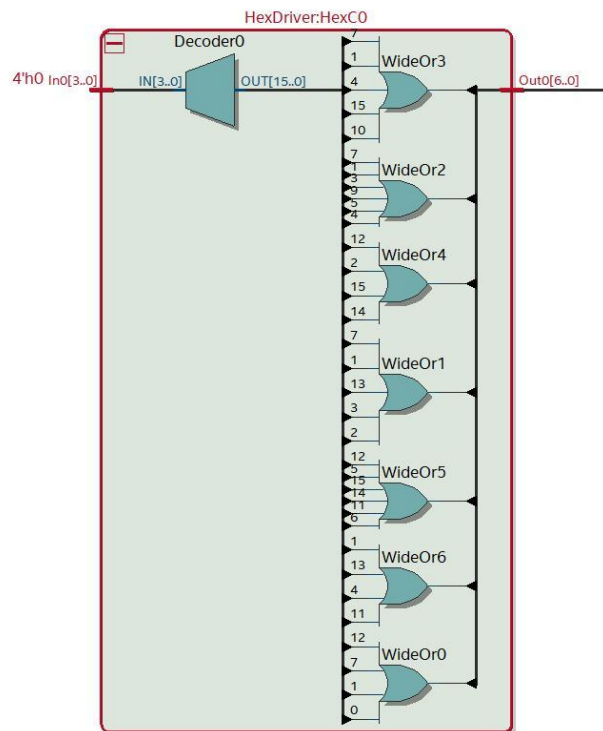 HexDriver:HexC0
Decoder0
4'h0 In0[3..0]
IN[3..0]
OUT[15..0]
Out0[6..0]
7
1
4
15
10
WideOr3
7
1
3
9
5
4
WideOr2
12
2
15
14
WideOr4
7
1
13
3
2
WideOr1
12
5
15
14
11
6
WideOr5
1
13
4
11
WideOr6
12
7
1
0
WideOr0